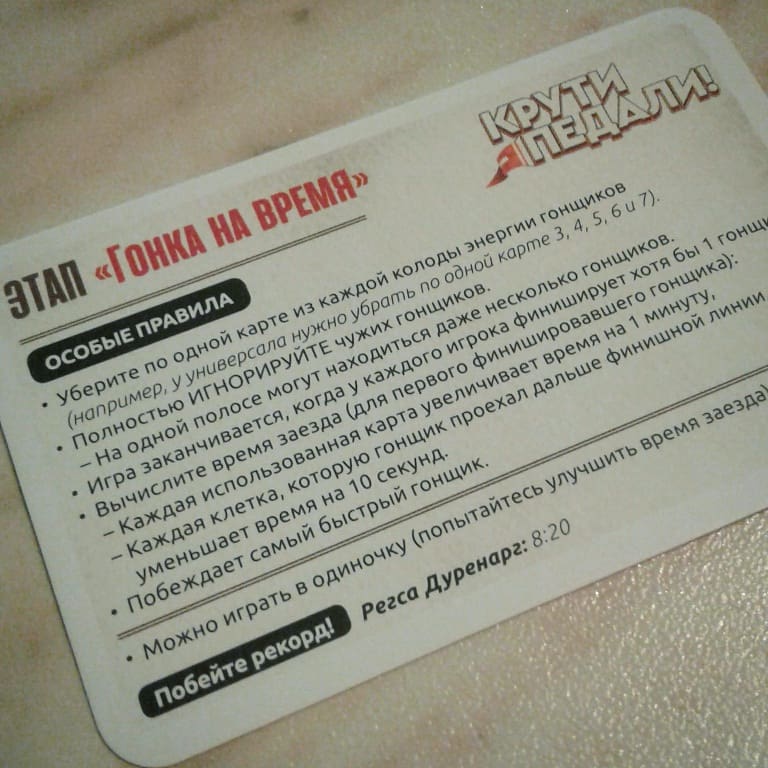 КРУТИ
ПЕДАЛИ!
ЭТАП «ГОНКА НА ВРЕМЯ»
ОСОБЫЕ ПРАВИЛА
• Уберите по одной карте из каждой колоды энергии гонщиков
(например, у универсала нужно убрать по одной карте 3, 4, 5, 6 и 7).
• Полностью ИГНОРИРУЙТЕ чужих гонщиков.
– На одной полосе могут находиться даже несколько гонщиков.
• Игра заканчивается, когда у каждого игрока финиширует хотя бы 1 гонщи
• Вычислите время заезда (для первого финишировавшего гонщика):
– Каждая использованная карта увеличивает время на 1 минуту,
– Каждая клетка, которую гонщик проехал дальше финишной линии,
уменьшает время на 10 секунд.
• Побеждает самый быстрый гонщик.
• Можно играть в одиночку (попытайтесь улучшить время заезда)
Побейте рекорд! Регса Дуренарг: 8:20